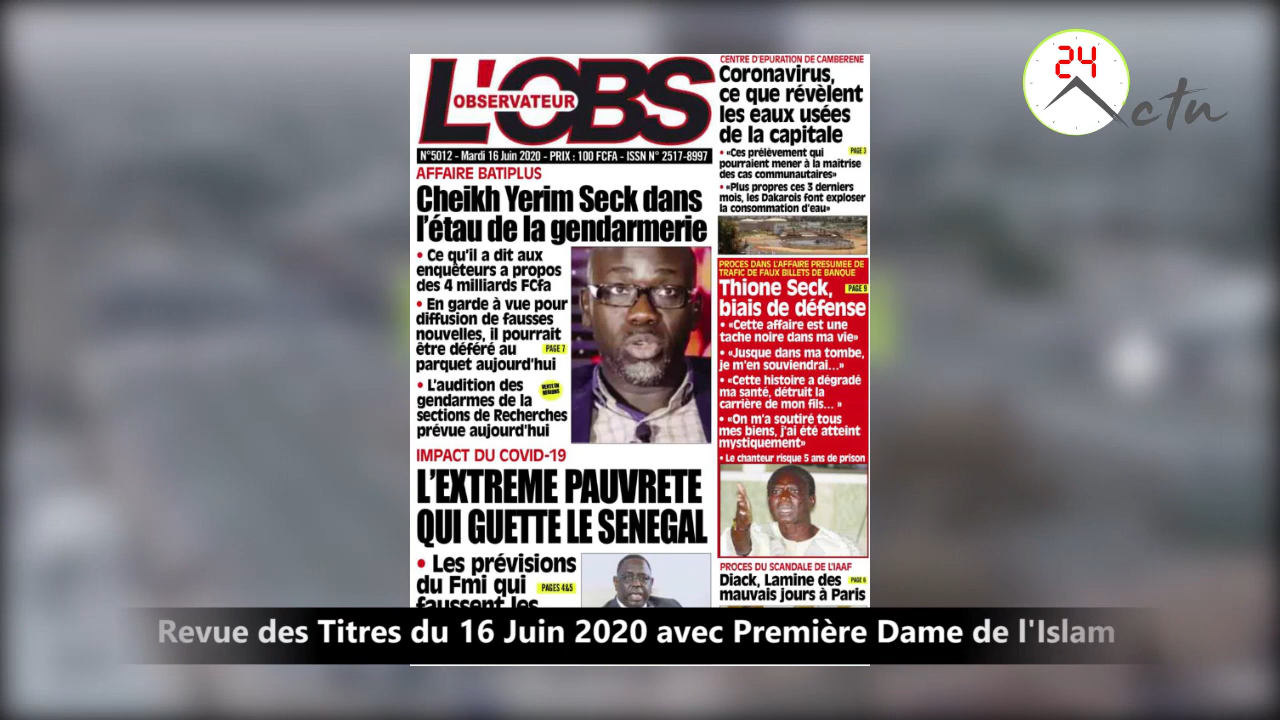 24
Actu
L'OBS
OBSERVATEUR
N°5012 - Mardi 16 Juin 2020 - PRIX : 100 FCFA - ISSN N° 2517-8997
AFFAIRE BATIPLUS
Cheikh Yerim Seck dans
l'étau de la gendarmerie
• Ce qu'il a dit aux
enquêteurs a propos
des 4 milliards FCfa
• En garde à vue pour
diffusion de fausses
nouvelles, il pourrait
être déféré au PAGE 7
parquet aujourd'hui
• L'audition des
gendarmes de la
sections de Recherches
prévue aujourd'hui
IMPACT DU COVID-19
L'EXTREME PAUVRETE
QUI GUETTE LE SENEGAL
• Les prévisions
du Fmi qui PAGES 4&5
faussent les
CENTRE D'EPURATION DE CAMBERENE
Coronavirus,
ce que révèlent
les eaux usées
de la capitale
• «Ces prélèvement qui PAGE 3
pourraient mener à la maîtrise
des cas communautaires»
• «Plus propres ces 3 derniers
mois, les Dakarois font exploser
la consommation d'eau»
PROCES DANS L'AFFAIRE PRESUMEE DE
TRAFIC DE FAUX BILLETS DE BANQUE
Thione Seck, PAGE 9
biais de défense
• «Cette affaire est une
tache noire dans ma vie»
• «Jusque dans ma tombe,
je m'en souviendrai...»
• «Cette histoire a dégradé
ma santé, détruit la
carrière de mon fils... »
• «On m'a soutiré tous
mes biens, j'ai été atteint
mystiquement»
• Le chanteur risque 5 ans de prison
PROCES DU SCANDALE DE L'IAAF
Diack, Lamine des PAGE 6
mauvais jours à Paris
Revue des Titres du 16 Juin 2020 avec Première Dame de l'Islam